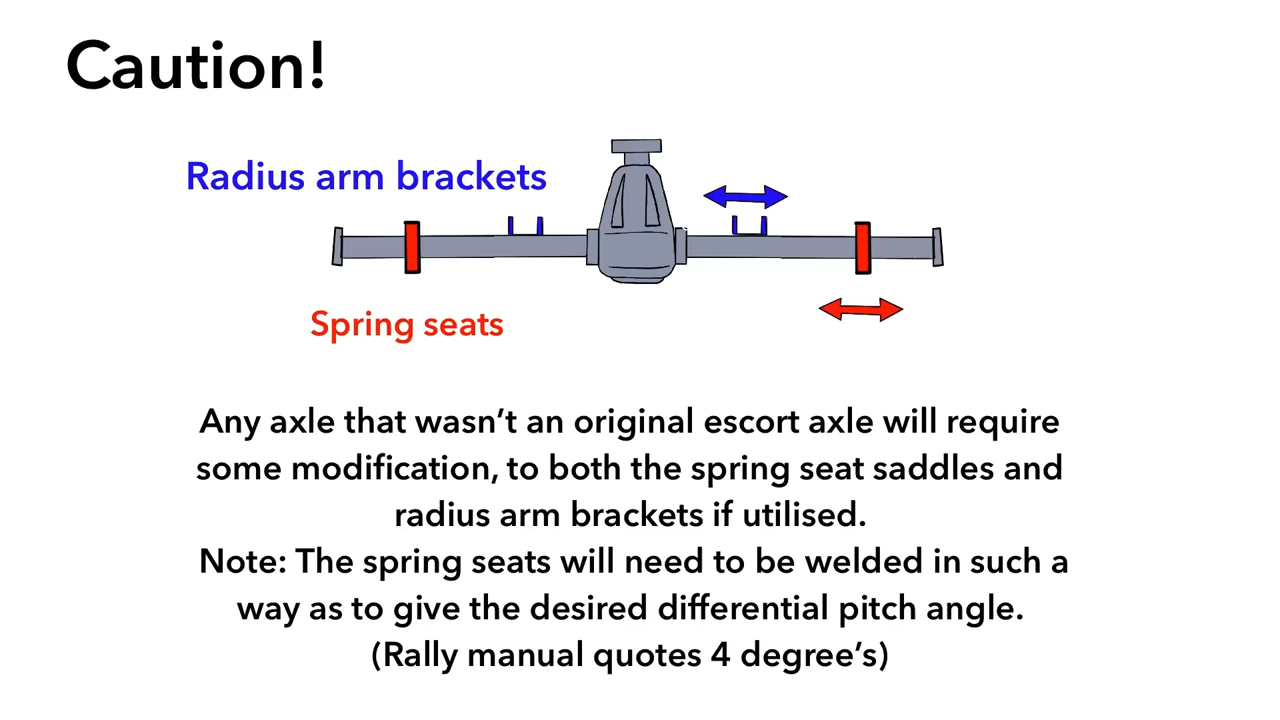 Caution!
Radius arm brackets
Spring seats
Any axle that wasn’t an original escort axle will require
some modification, to both the spring seat saddles and
radius arm brackets if utilised.
Note: The spring seats will need to be welded in such a
way as to give the desired differential pitch angle.
(Rally manual quotes 4 degree’s)